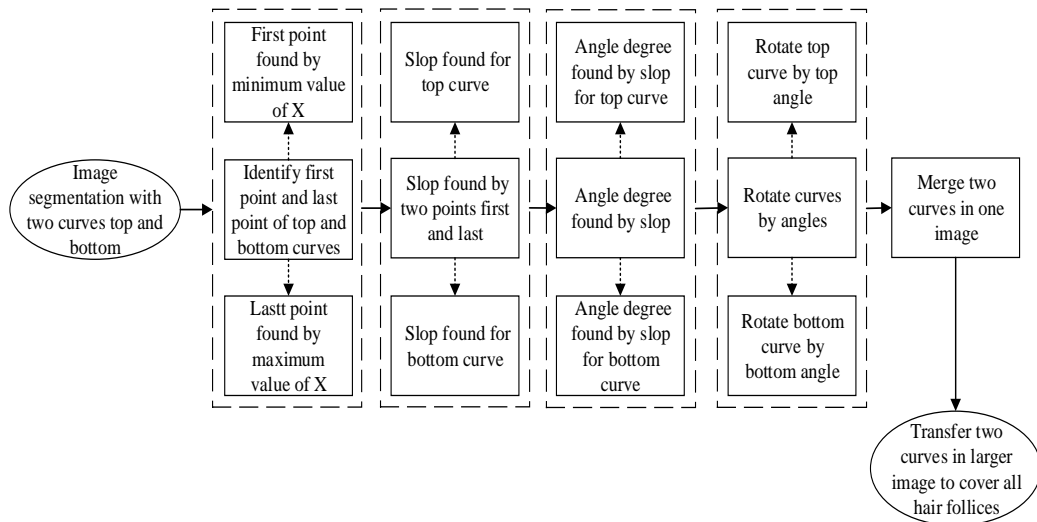 Image
segmentation with
two curves top and
bottom
First point
found by
minimum value
of X
Identify first
point and last
point of top and
bottom curves
Lastt point
found by
maximum
value of X
Slop found for
top curve
Slop found by
two points first
and last
Slop found for
bottom curve
Angle degree
found by slop
for top curve
Angle degree
found by slop
Angle degree
found by slop
for bottom
curve
Rotate top
curve by top
angle
Rotate curves
by angles
Rotate bottom
curve by
bottom angle
Merge two
curves in one
image
Transfer two
curves in larger
image to cover all
hair follices